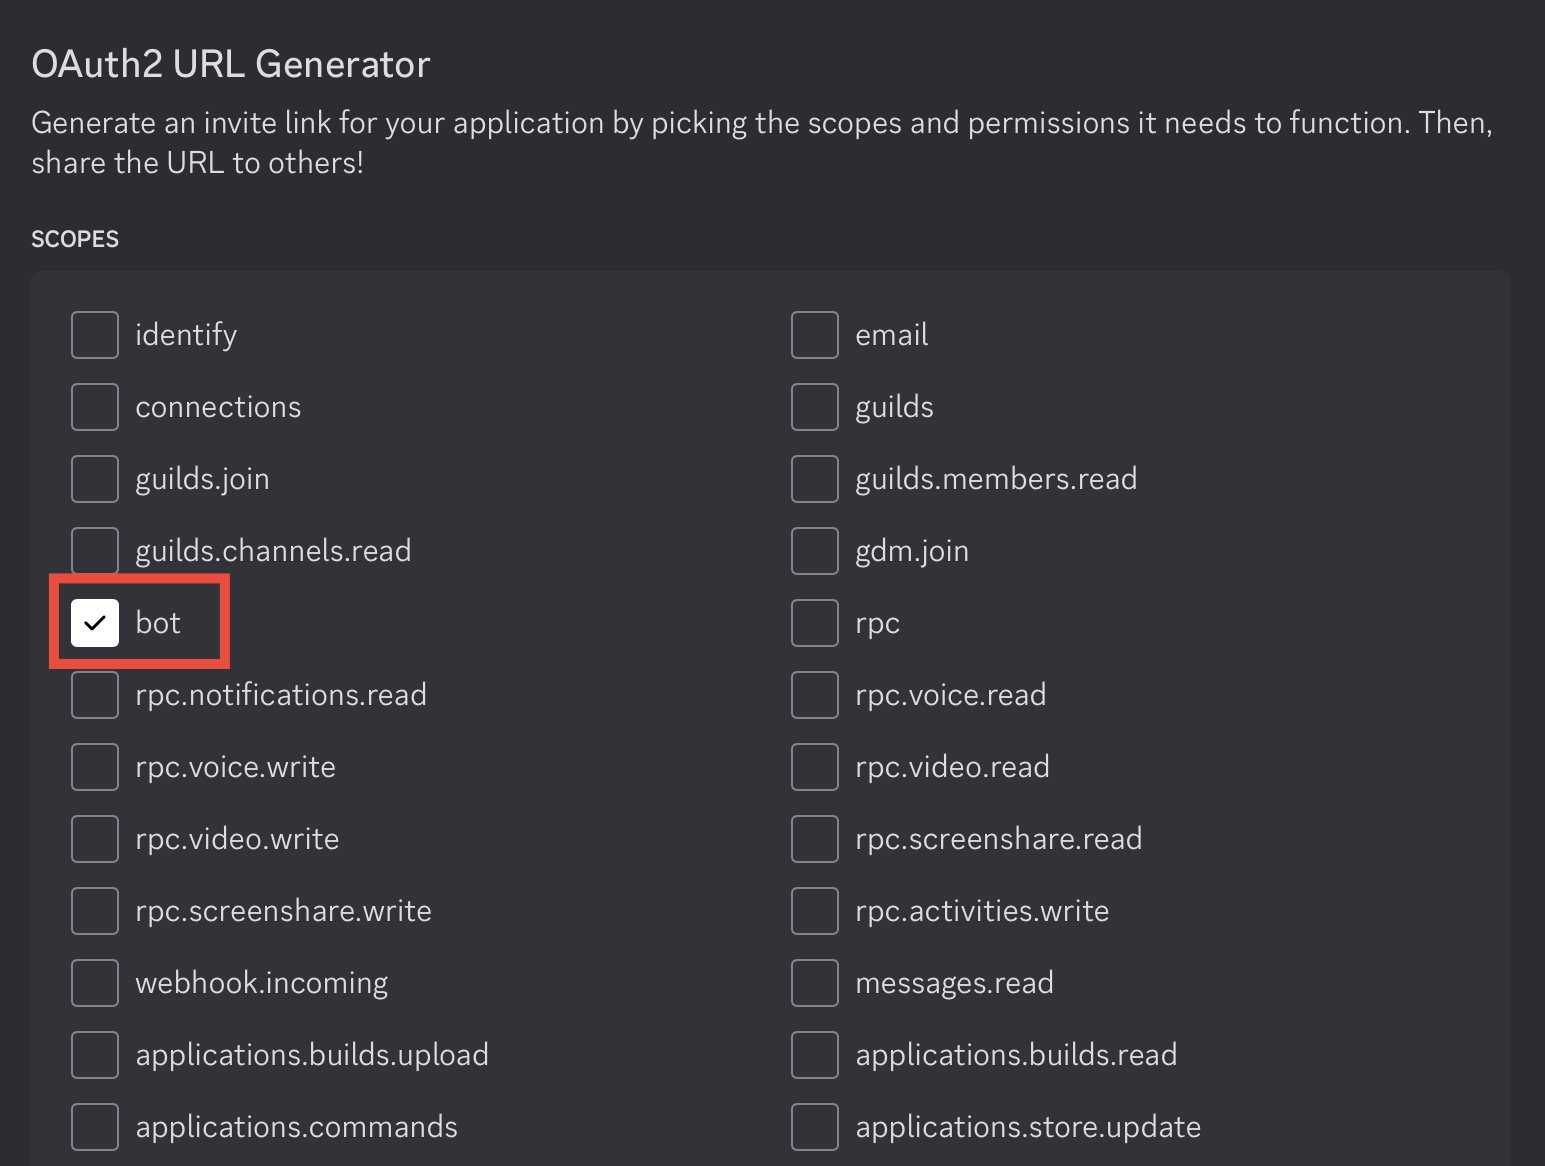 OAuth2 URL Generator
Generate an invite link for your application by picking the scopes and permissions it needs to function. Then,
share the URL to others!
SCOPES
identify
email
connections
guilds
guilds.join
guilds.members.read
guilds.channels.read
gdm.join
bot
rpc
rpc.notifications.read
rpc.voice.read
rpc.voice.write
rpc.video.read
rpc.video.write
rpc.screenshare.read
rpc.screenshare.write
rpc.activities.write
webhook.incoming
messages.read
applications.builds.upload
applications.builds.read
applications.commands
applications.store.update